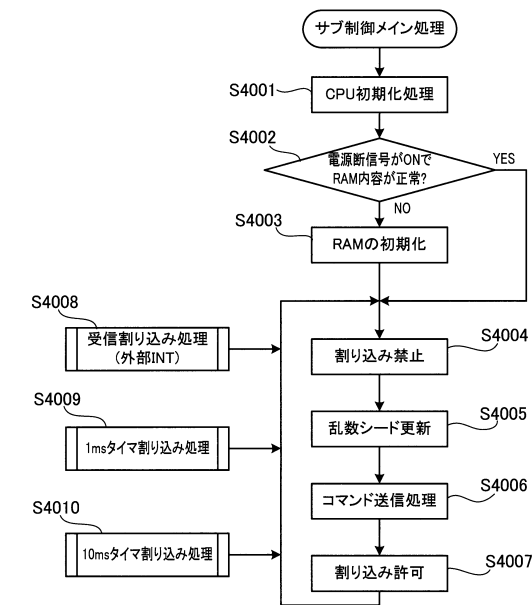 サブ制御メイン処理
S4001
CPU初期化処理
S4002
電源断信号がONで
RAM内容が正常?
YES
NO
S4003
RAMの初期化
S4008
受信割り込み処理
(外部INT)
S4004
割り込み禁止
S4009
1msタイマ割り込み処理
S4005
乱数シード更新
S4006
コマンド送信処理
S4010
10msタイマ割り込み処理
S4007
割り込み許可